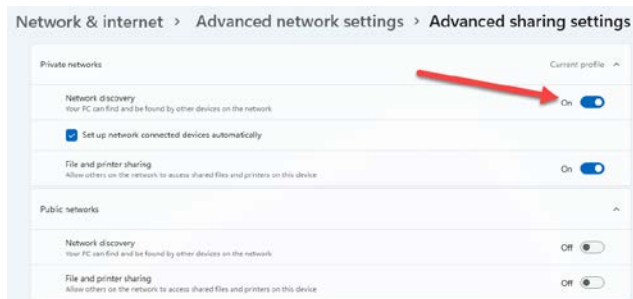 Network & internet > Advanced network settings > Advanced sharing settings
Private networks Current profile
Network discovery
Your PC can find and be found by other devices on the network
On
Set up network connected devices automatically
File and printer sharing
Allow others on the network to access shared files and printers on this device
On
Public networks
Network discovery
Your PC can find and be found by other devices on the network
Off
File and printer sharing
Allow others on the network to access shared files and printers on this device
Off